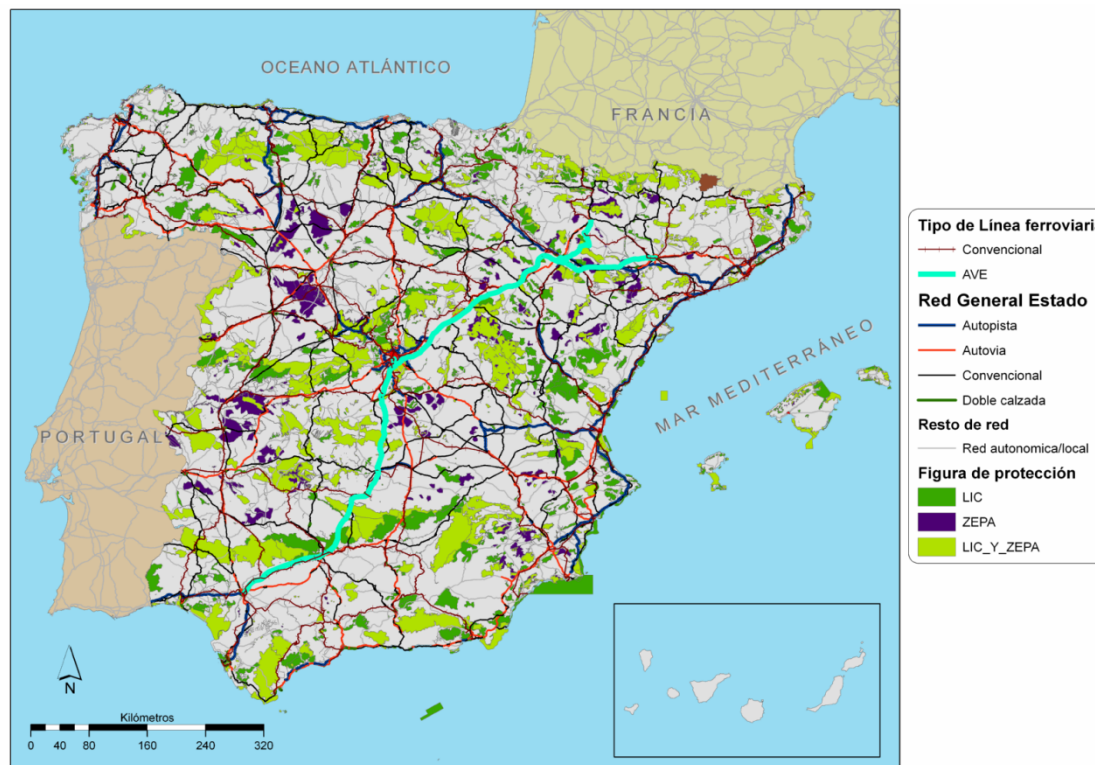 OCEANO ATLÁNTICO
FRANCIA
PORTUGAL
MAR MEDITERRÁNEO
N
Kilómetros
0 40 80 160 240 320
Tipo de Línea ferroviaria
Convencional
AVE
Red General Estado
Autopista
Autovia
Convencional
Doble calzada
Resto de red
Red autonomica/local
Figura de protección
LIC
ZEPA
LIC_Y_ZEPA